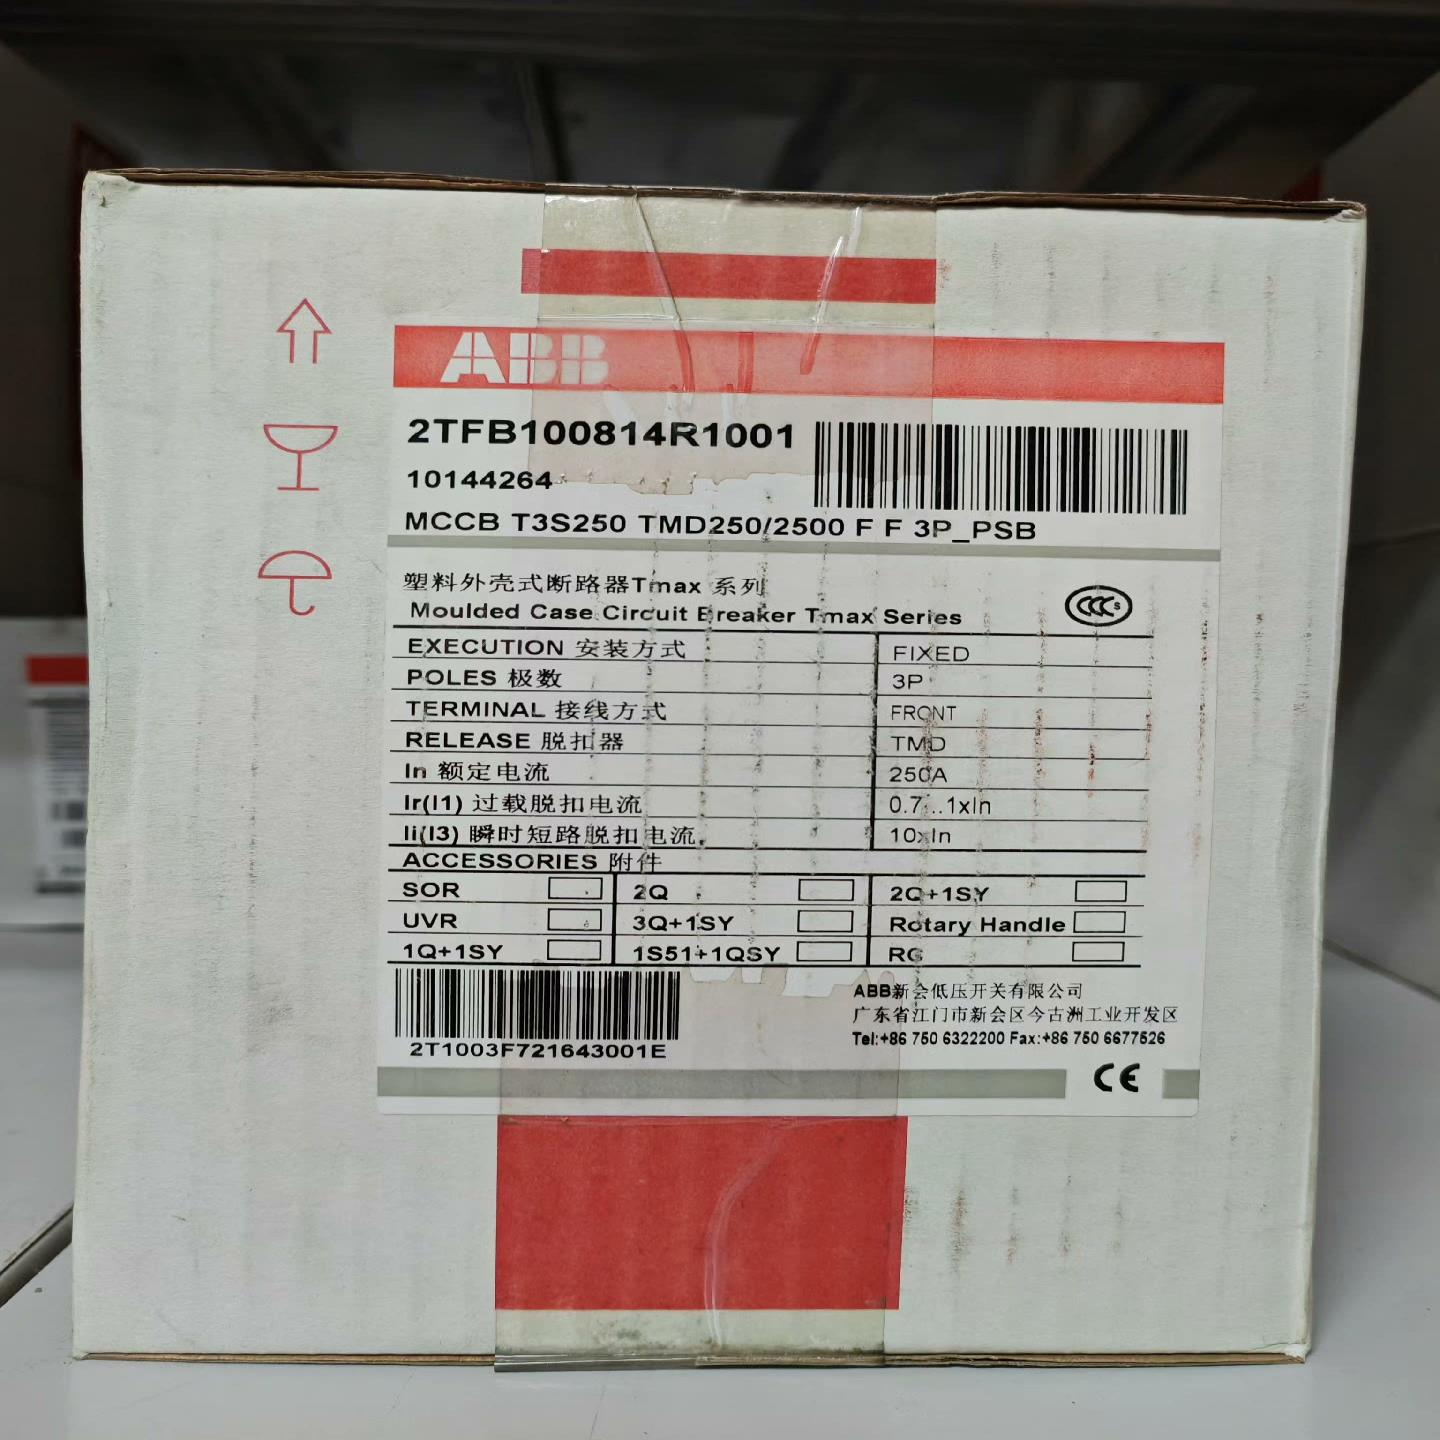 ABB
2TFB100814R1001
10144264
MCCB T3S250 TMD250/2500 F F 3P_PSB
塑料外壳式断路器Tmax 系列
Moulded Case Circuit Breaker Tmax Series
CCC S
EXECUTION 安装方式 FIXED
POLES 极数 3P
TERMINAL 接线方式 FRONT
RELEASE 脱扣器 TMD
In 额定电流 250A
Ir(I1) 过载脱扣电流 0.7...1xIn
Ii(I3) 瞬时短路脱扣电流 10xIn
ACCESSORIES 附件
SOR 2Q 2Q+1SY
UVR 3Q+1SY Rotary Handle
1Q+1SY 1S51+1QSY RC
2T1003F721643001E
ABB新会低压开关有限公司
广东省江门市新会区今古洲工业开发区
Tel:+86 750 6322200 Fax:+86 750 6677526
CE